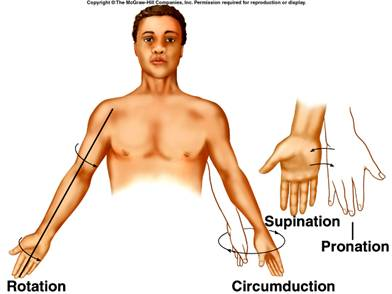 Copyright © The McGraw-Hill Companies, Inc. Permission required for reproduction or display.
Supination
Pronation
Rotation
Circumduction